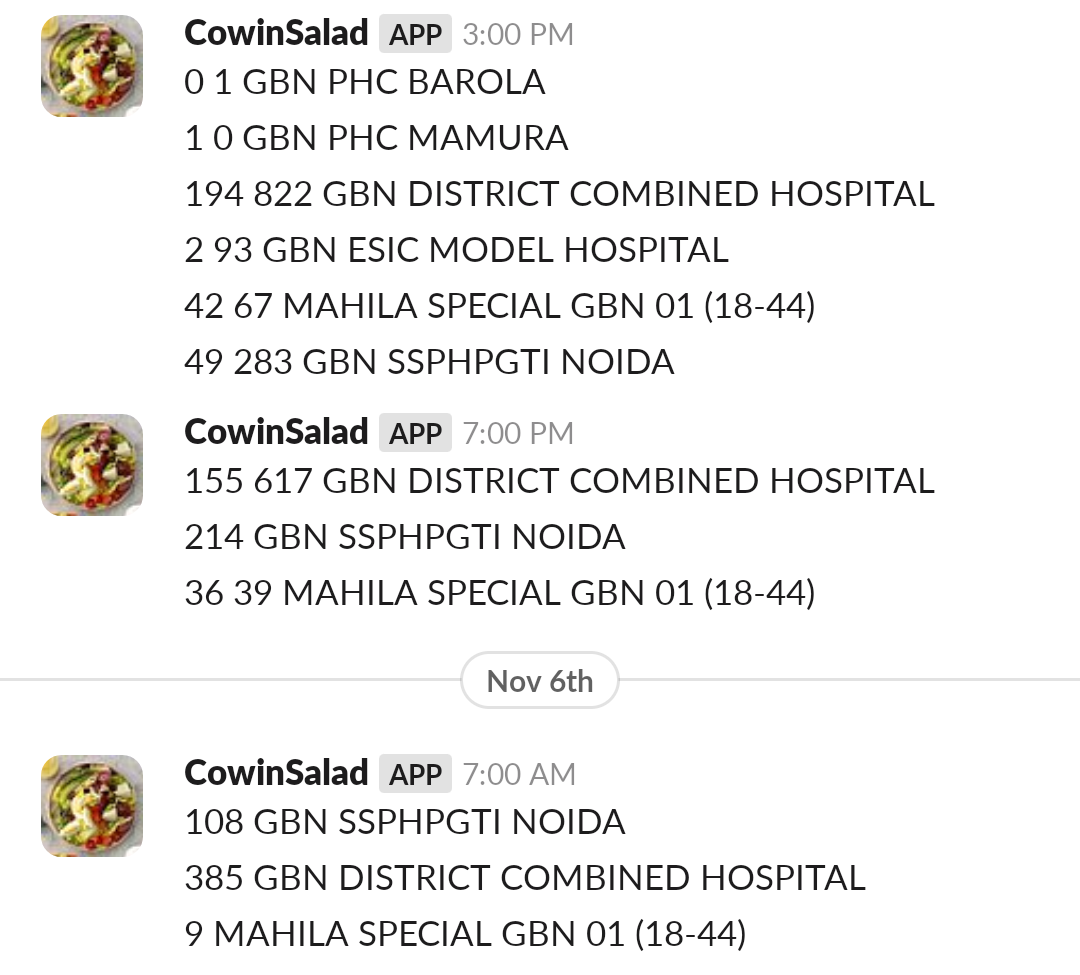 CowinSalad APP 3:00 PM
0 1 GBN PHC BAROLA
1 0 GBN PHC MAMURA
194 822 GBN DISTRICT COMBINED HOSPITAL
2 93 GBN ESIC MODEL HOSPITAL
42 67 MAHILA SPECIAL GBN 01 (18-44)
49 283 GBN SSPHPGTI NOIDA
CowinSalad APP 7:00 PM
155 617 GBN DISTRICT COMBINED HOSPITAL
214 GBN SSPHPGTI NOIDA
36 39 MAHILA SPECIAL GBN 01 (18-44)
Nov 6th
CowinSalad APP 7:00 AM
108 GBN SSPHPGTI NOIDA
385 GBN DISTRICT COMBINED HOSPITAL
9 MAHILA SPECIAL GBN 01 (18-44)